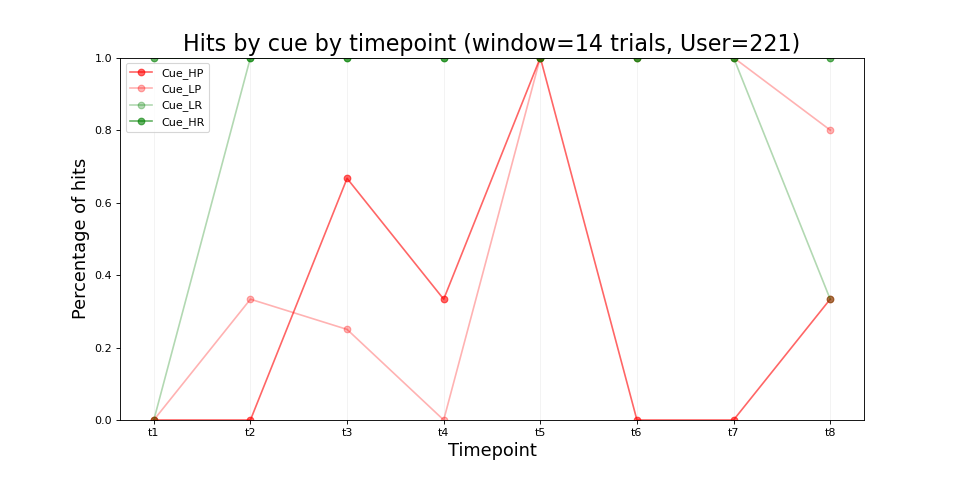 Hits by cue by timepoint (window=14 trials, User=221)
Cue_HP
Cue_LP
Cue_LR
Cue_HR
Percentage of hits
1.0
0.8
0.6
0.4
0.2
0.0
t1 t2 t3 t4 t5 t6 t7 t8
Timepoint